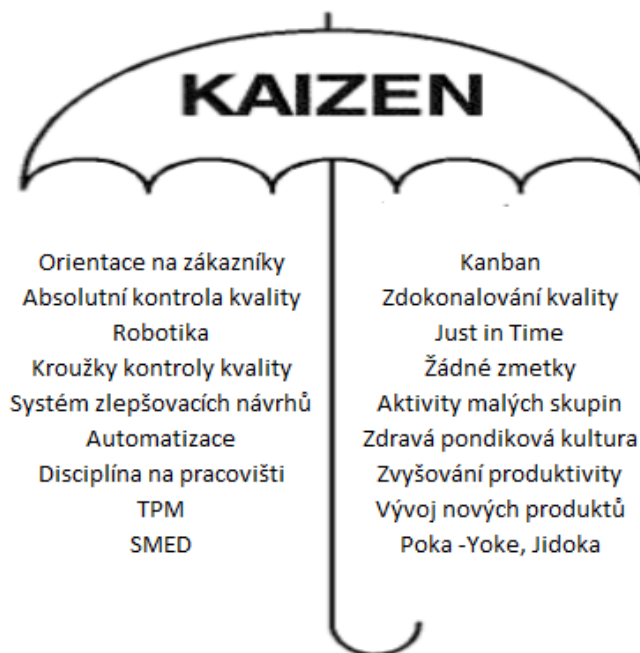 KAIZEN
Orientace na zákazníky
Absolutní kontrola kvality
Robotika
Kroužky kontroly kvality
Systém zlepšovacích návrhů
Automatizace
Disciplína na pracovišti
TPM
SMED
Kanban
Zdokonalování kvality
Just in Time
Žádné zmetky
Aktivity malých skupin
Zdravá pondiková kultura
Zvyšování produktivity
Vývoj nových produktů
Poka -Yoke, Jidoka